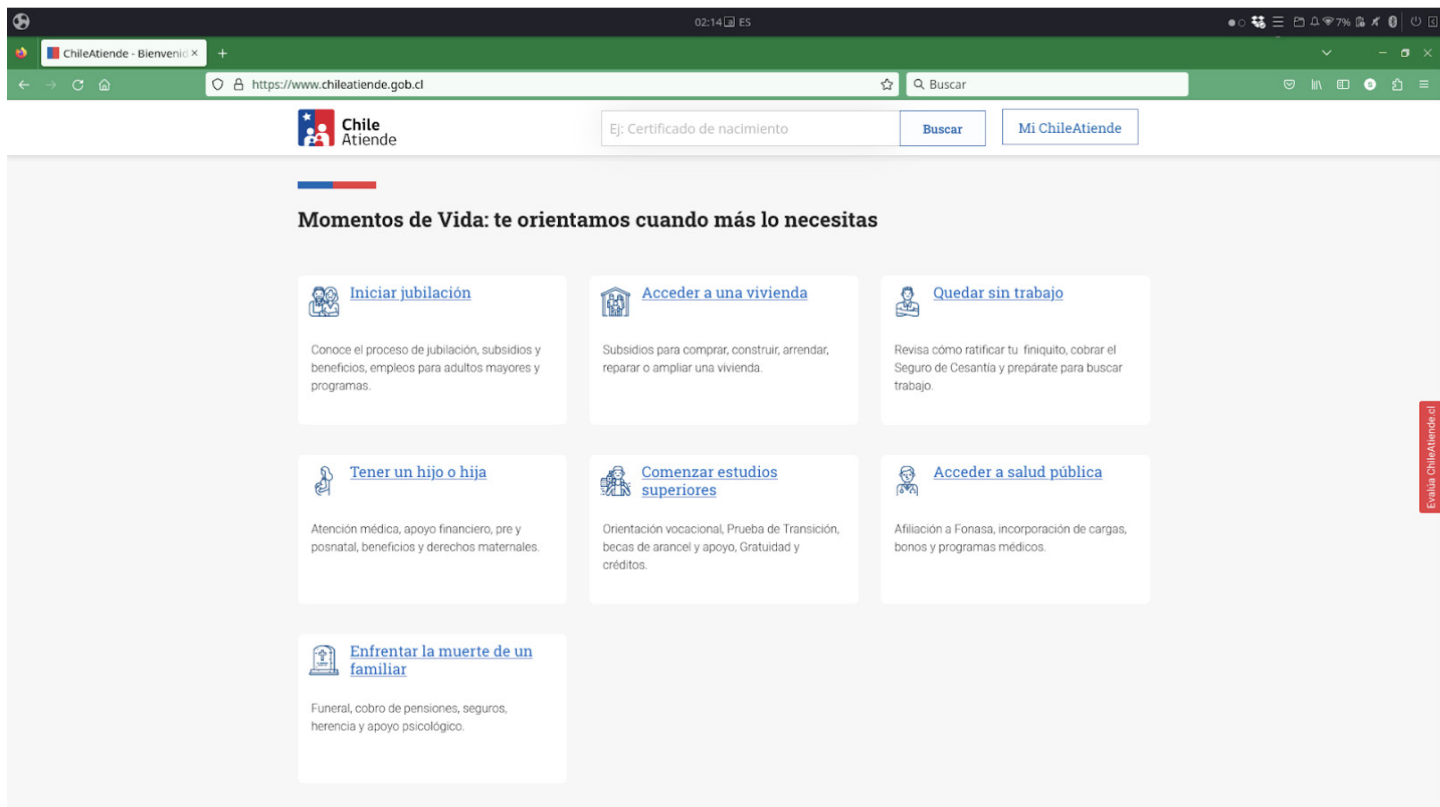 02:14 ES
7%
ChileAtiende - Bienvenid
https://www.chileatiende.gob.cl
Buscar
Chile
Atiende
Ej: Certificado de nacimiento
Buscar
Mi ChileAtiende
Momentos de Vida: te orientamos cuando más lo necesitas
Iniciar jubilación
Conoce el proceso de jubilación, subsidios y
beneficios, empleos para adultos mayores y
programas.
Acceder a una vivienda
Subsidios para comprar, construir, arrendar,
reparar o ampliar una vivienda.
Quedar sin trabajo
Revisa cómo ratificar tu finiquito, cobrar el
Seguro de Cesantía y prepárate para buscar
trabajo.
Tener un hijo o hija
Atención médica, apoyo financiero, pre y
posnatal, beneficios y derechos maternales.
Comenzar estudios
superiores
Orientación vocacional, Prueba de Transición,
becas de arancel y apoyo, Gratuidad y
créditos.
Acceder a salud pública
Afiliación a Fonasa, incorporación de cargas,
bonos y programas médicos.
Enfrentar la muerte de un
familiar
Funeral, cobro de pensiones, seguros,
herencia y apoyo psicológico.
Evalúa ChileAtiende.cl